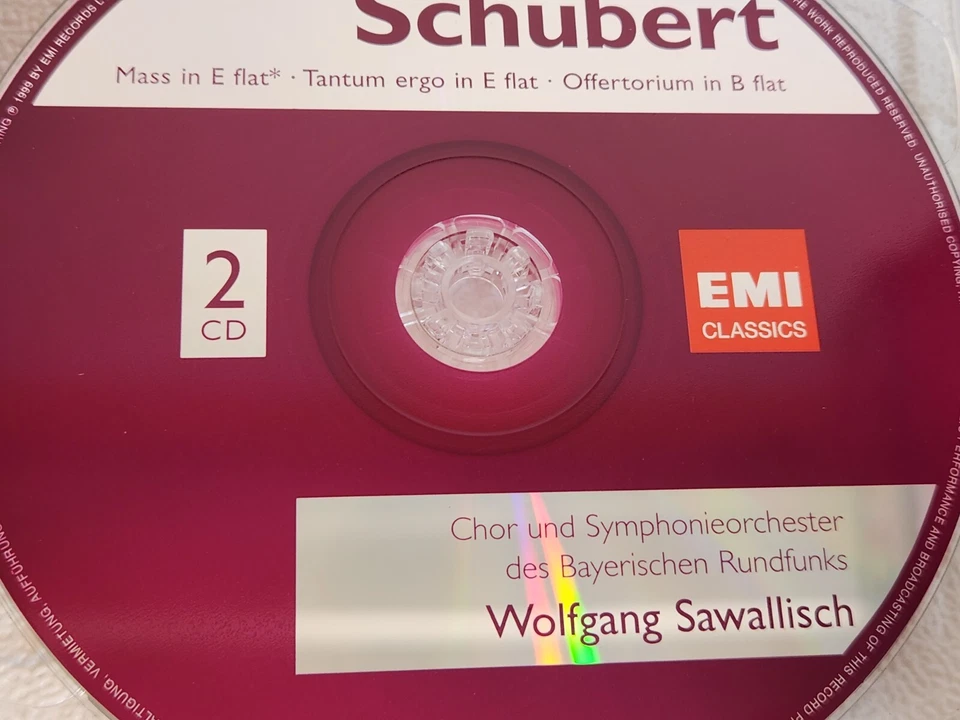 Schubert
Mass in E flat* · Tantum ergo in E flat · Offertorium in B flat
2
CD
EMI
CLASSICS
Chor und Symphonieorchester
des Bayerischen Rundfunks
Wolfgang Sawallisch
℗ 1999 BY EMI RECORDS
THE WORK REPRODUCED RESERVED. UNAUTHORISED COPYING
PERFORMANCE AND BROADCASTING OF THIS RECORD
VERMIETUNG, AUFFÜHRUNG